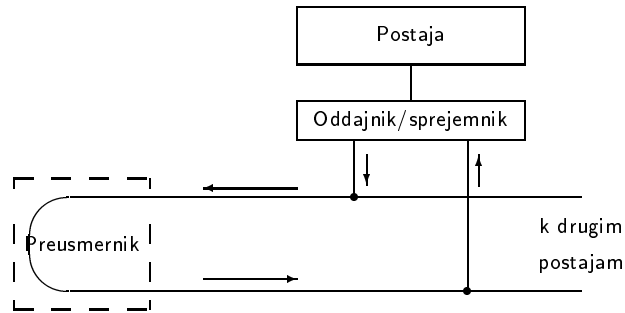 Postaja
Oddajnik/sprejemnik
Preusmernik
k drugim
postajam